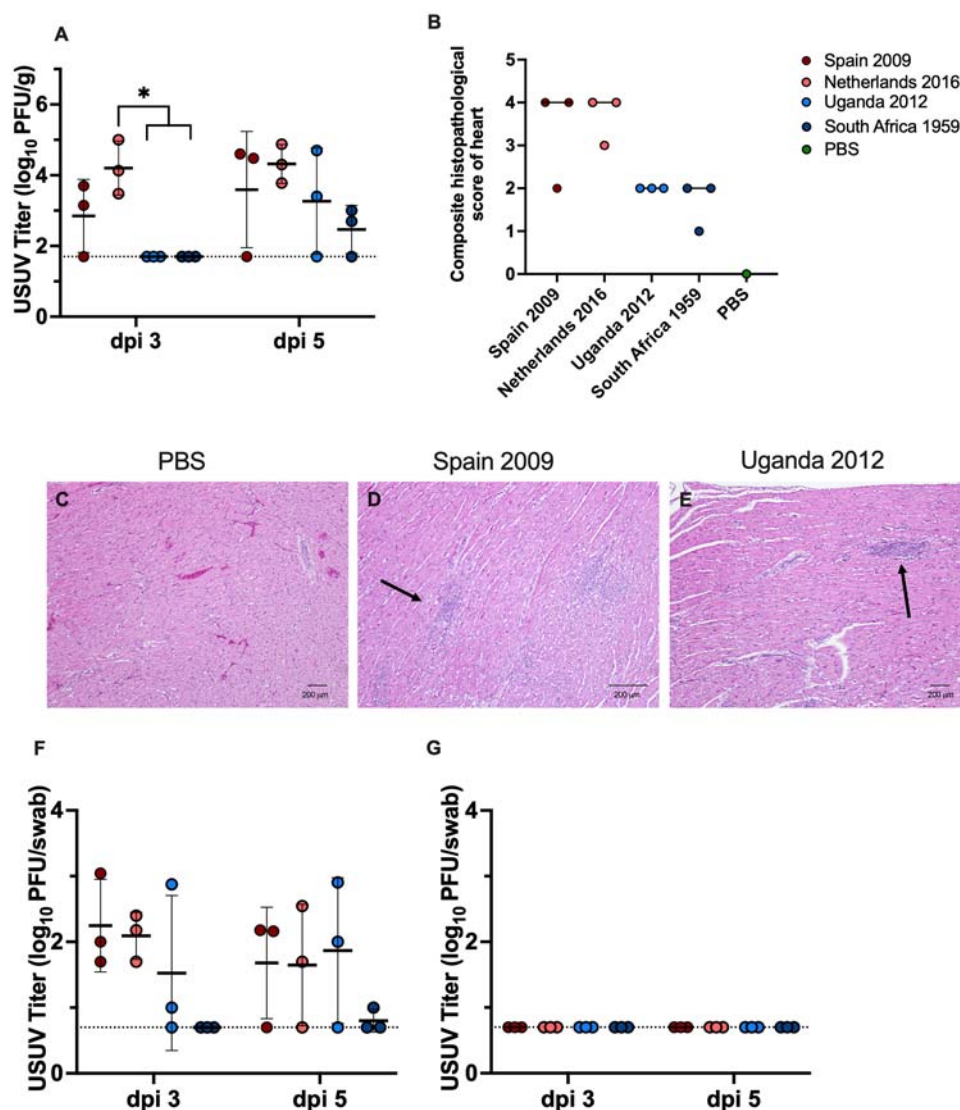 A
USUV Titer (log10 PFU/g)
6
4
2
0
*
dpi 3
dpi 5
B
Composite histopathological
score of heart
5
4
3
2
1
0
Spain 2009
Netherlands 2016
Uganda 2012
South Africa 1959
PBS
Spain 2009
Netherlands 2016
Uganda 2012
South Africa 1959
PBS
PBS
Spain 2009
Uganda 2012
C
200 µm
D
200 µm
E
200 µm
F
USUV Titer (log10 PFU/swab)
4
2
0
dpi 3
dpi 5
G
USUV Titer (log10 PFU/swab)
4
2
0
dpi 3
dpi 5